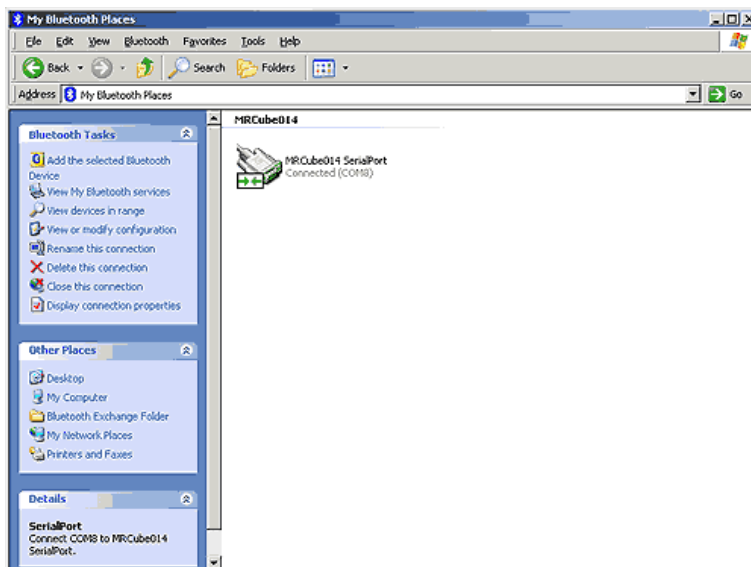 My Bluetooth Places
File Edit View Bluetooth Favorites Tools Help
Back Search Folders
Address My Bluetooth Places Go
Bluetooth Tasks
Add the selected Bluetooth
Device
View My Bluetooth services
View devices in range
View or modify configuration
Rename this connection
Delete this connection
Close this connection
Display connection properties
Other Places
Desktop
My Computer
Bluetooth Exchange Folder
My Network Places
Printers and Faxes
Details
SerialPort
Connect COM8 to MRCube014
SerialPort.
MRCube014
MRCube014 SerialPort
Connected (COM8)